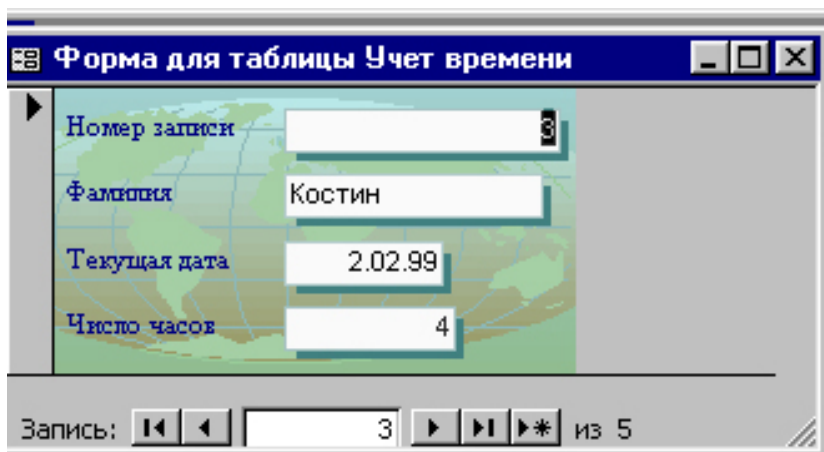 Форма для таблицы Учет времени
Номер записи 3
Фамилия Костин
Текущая дата 2.02.99
Число часов 4
Запись: 3 из 5